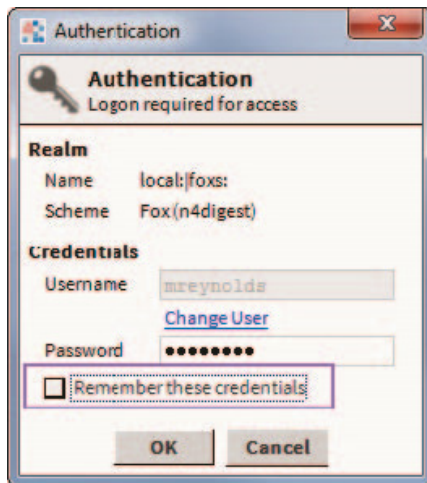 Authentication
Authentication
Logon required for access
Realm
Name local:|foxs:
Scheme Fox(n4digest)
Credentials
Username mreynolds
Change User
Password ●●●●●●●●
Remember these credentials
OK Cancel